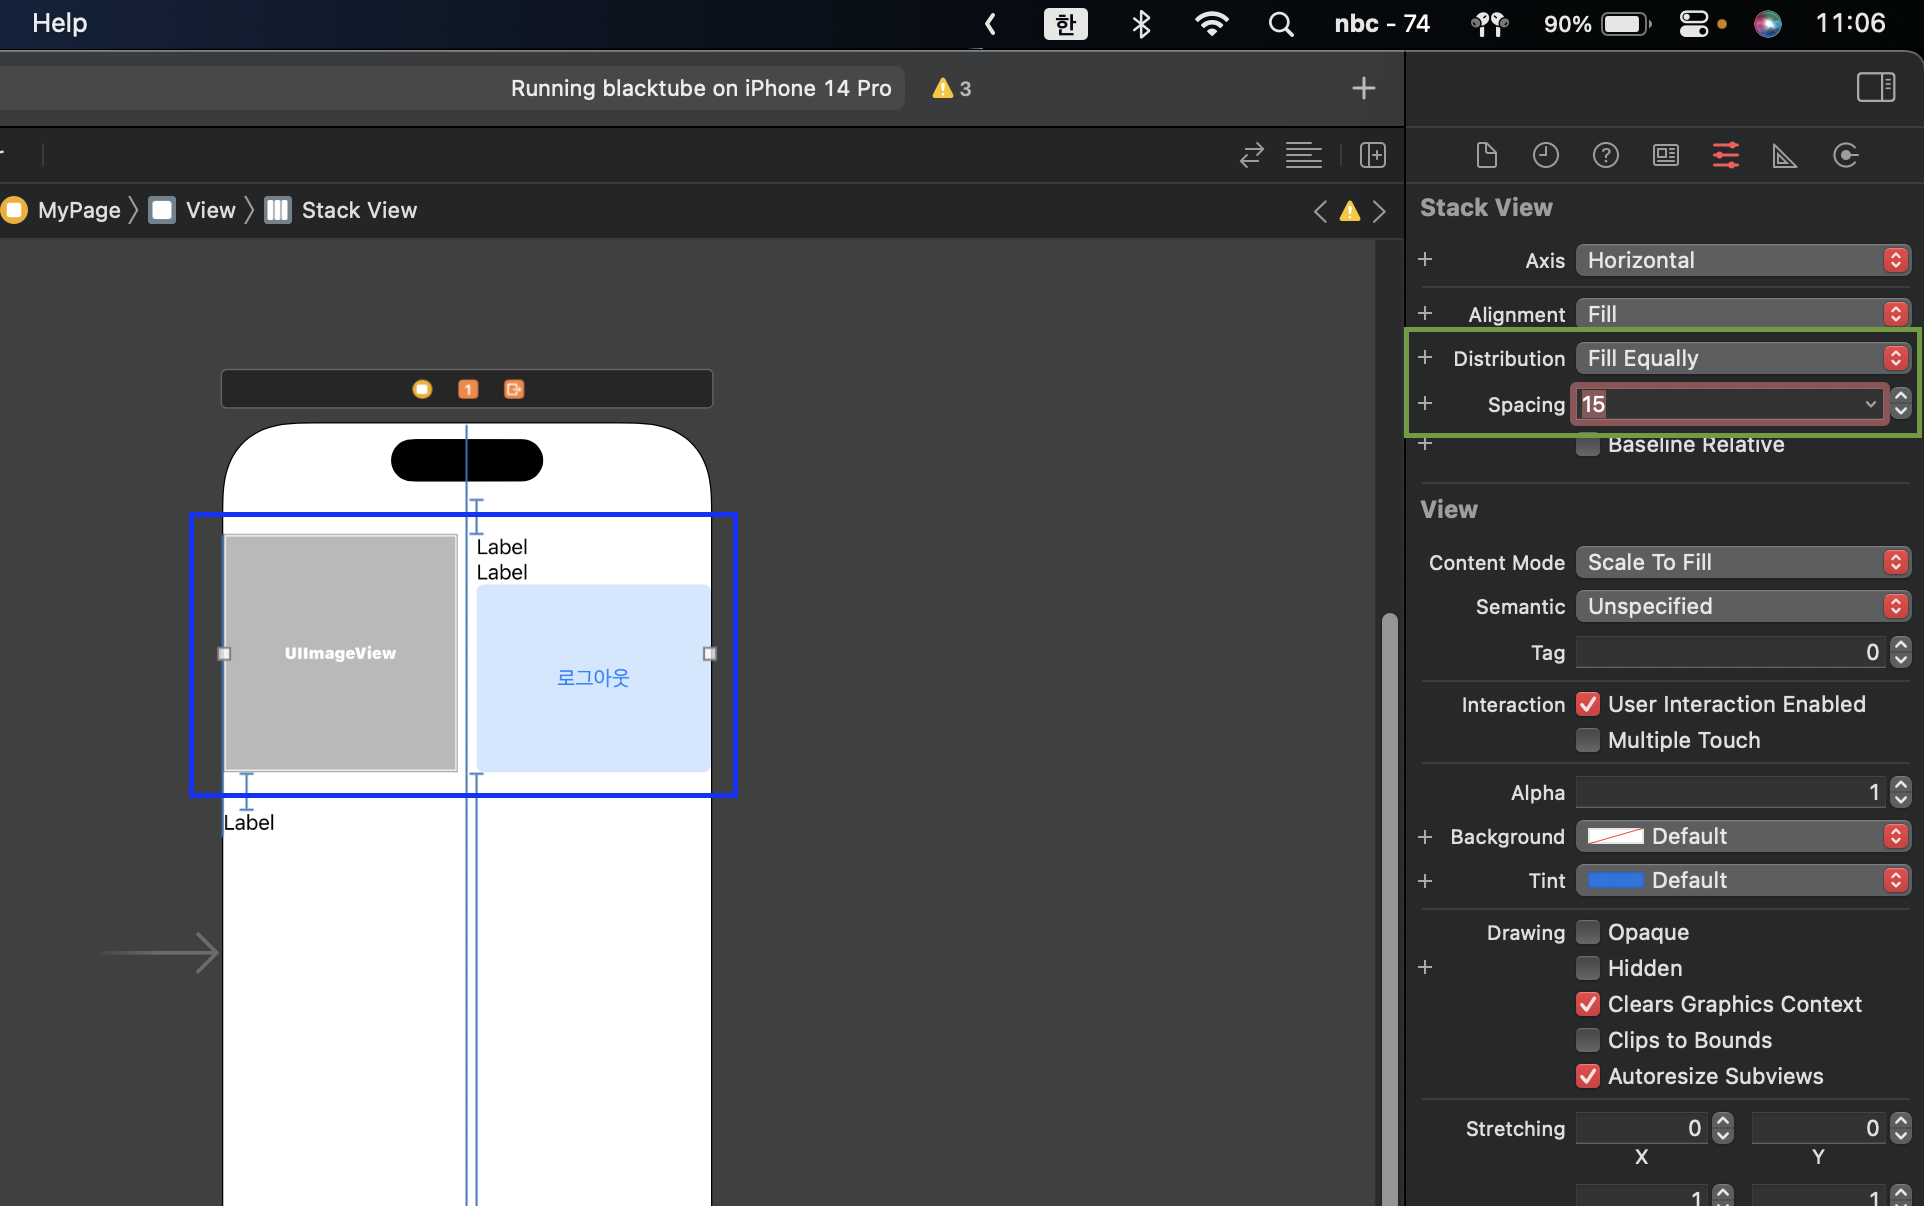 Help
한
nbc - 74
90%
11:06
Running blacktube on iPhone 14 Pro
3
MyPage
View
Stack View
1
Label
Label
UIImageView
로그아웃
Label
Stack View
Axis Horizontal
Alignment Fill
Distribution Fill Equally
Spacing 15
Baseline Relative
View
Content Mode Scale To Fill
Semantic Unspecified
Tag 0
Interaction User Interaction Enabled
Multiple Touch
Alpha 1
Background Default
Tint Default
Drawing Opaque
Hidden
Clears Graphics Context
Clips to Bounds
Autoresize Subviews
Stretching 0 0
X Y
1 1